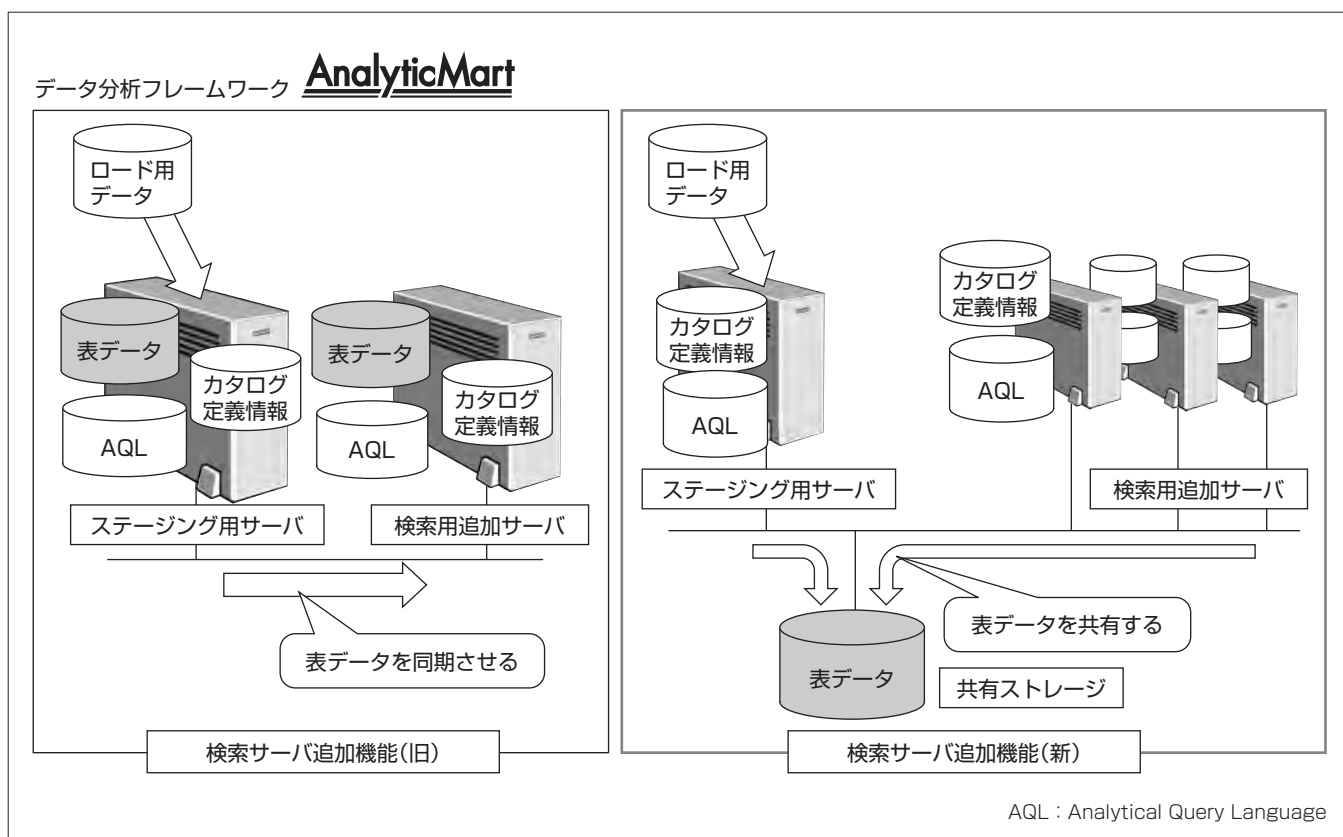 データ分析フレームワーク AnalyticMart
ロード用
データ
表データ
カタログ
定義情報
AQL
表データ
カタログ
定義情報
AQL
ステージング用サーバ
検索用追加サーバ
表データを同期させる
検索サーバ追加機能(旧)
ロード用
データ
カタログ
定義情報
AQL
カタログ
定義情報
AQL
ステージング用サーバ
検索用追加サーバ
表データを共有する
表データ
共有ストレージ
検索サーバ追加機能(新)
AQL：Analytical Query Language